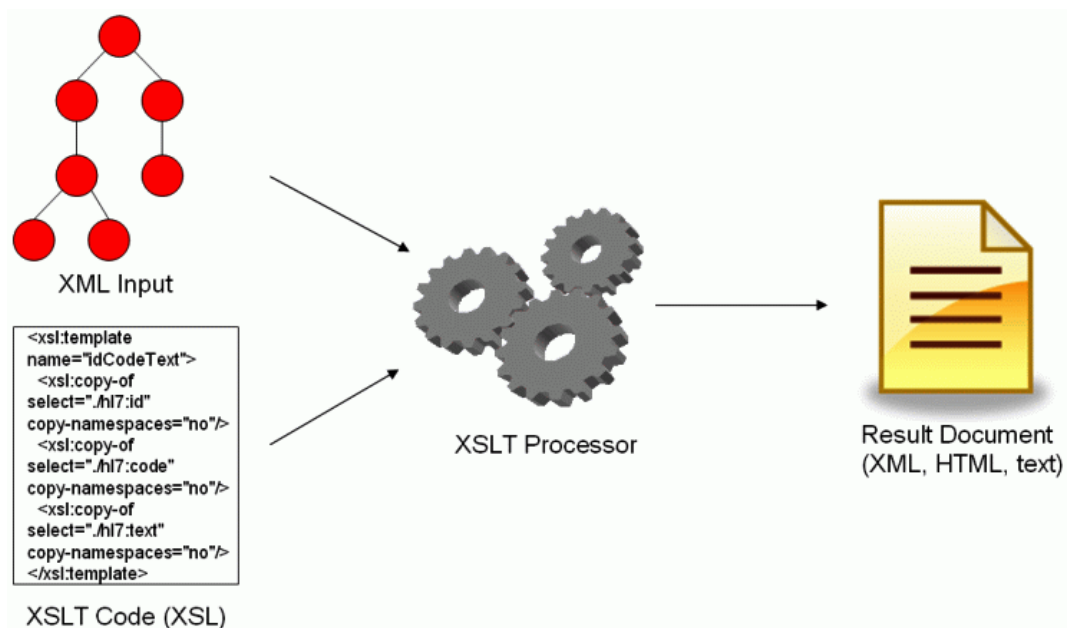 XML Input
<xsl:template
name="idCodeText">
<xsl:copy-of
select="./hl7:id"
copy-namespaces="no"/>
<xsl:copy-of
select="./hl7:code"
copy-namespaces="no"/>
<xsl:copy-of
select="./hl7:text"
copy-namespaces="no"/>
</xsl:template>
XSLT Code (XSL)
XSLT Processor
Result Document
(XML, HTML, text)